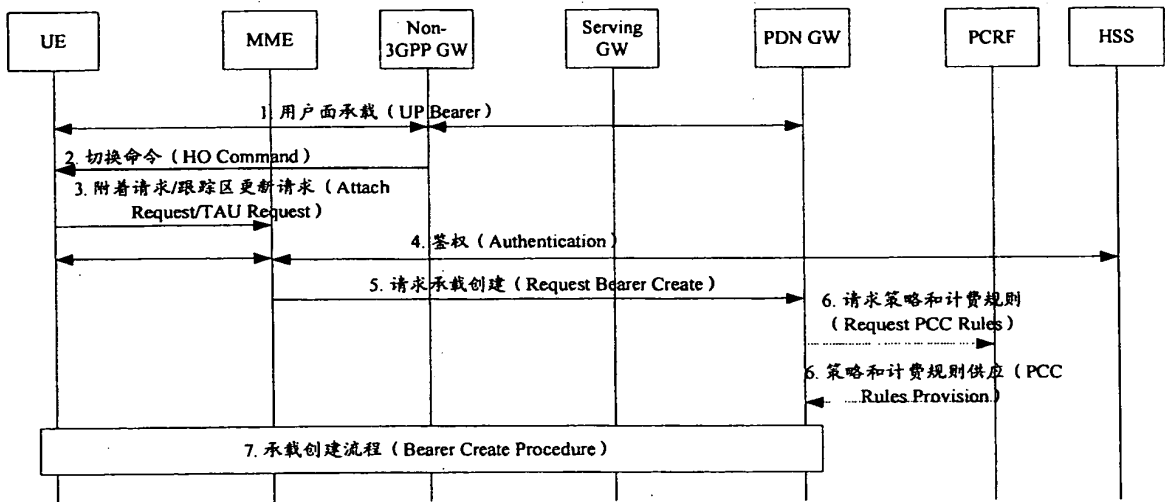 UE
MME
Non-
3GPP GW
Serving
GW
PDN GW
PCRF
HSS
1. 用户面承载（UP Bearer）
2. 切换命令（HO Command）
3. 附着请求/跟踪区更新请求（Attach
Request/TAU Request）
4. 鉴权（Authentication）
5. 请求承载创建（Request Bearer Create）
6. 请求策略和计费规则
（Request PCC Rules）
6. 策略和计费规则供应（PCC
Rules Provision）
7. 承载创建流程（Bearer Create Procedure）